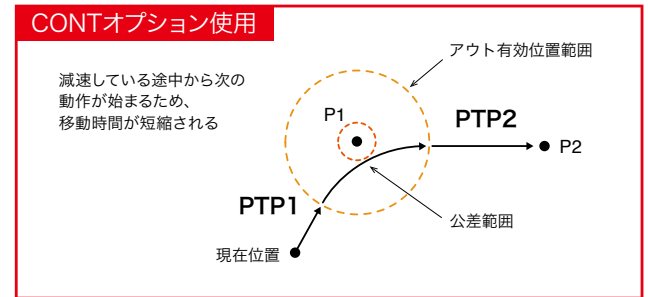 CONTオプション使用
減速している途中から次の
動作が始まるため、
移動時間が短縮される
アウト有効位置範囲
P1
PTP2
P2
PTP1
公差範囲
現在位置